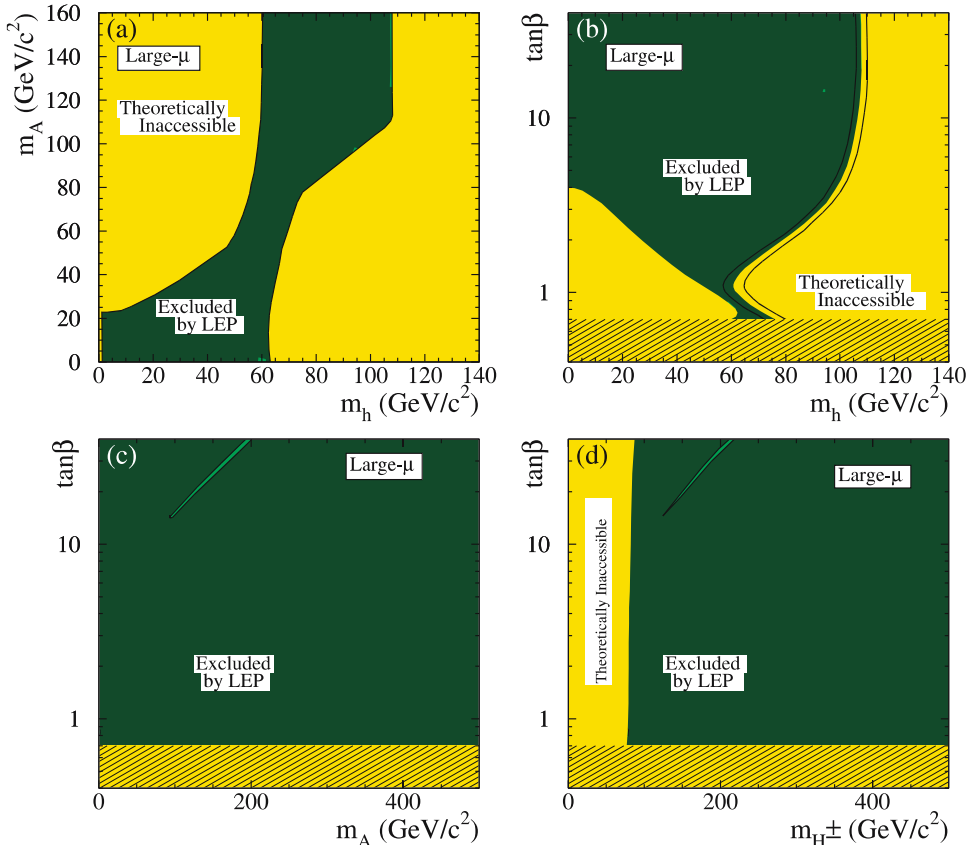 (a)
Large-μ
Theoretically
Inaccessible
Excluded
by LEP
m_A (GeV/c²)
160
140
120
100
80
60
40
20
0
0 20 40 60 80 100 120 140
m_h (GeV/c²)
(b)
Large-μ
Excluded
by LEP
Theoretically
Inaccessible
tanβ
10
1
0 20 40 60 80 100 120 140
m_h (GeV/c²)
(c)
Large-μ
Excluded
by LEP
tanβ
10
1
0 200 400
m_A (GeV/c²)
(d)
Large-μ
Theoretically Inaccessible
Excluded
by LEP
tanβ
10
1
0 200 400
m_H± (GeV/c²)